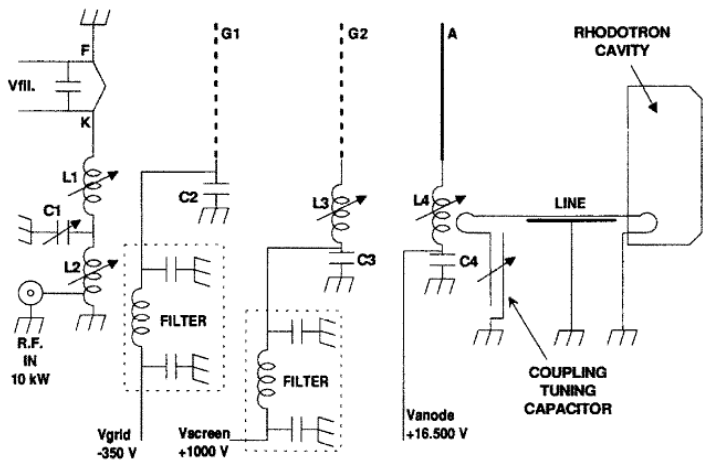 F
G1
G2
A
RHODOTRON
CAVITY
Vfil.
K
L1
C1
C2
L3
L4
LINE
L2
C3
C4
FILTER
R.F.
IN
10 kW
FILTER
COUPLING
TUNING
CAPACITOR
Vgrid
-350 V
Vscreen
+1000 V
Vanode
+16.500 V